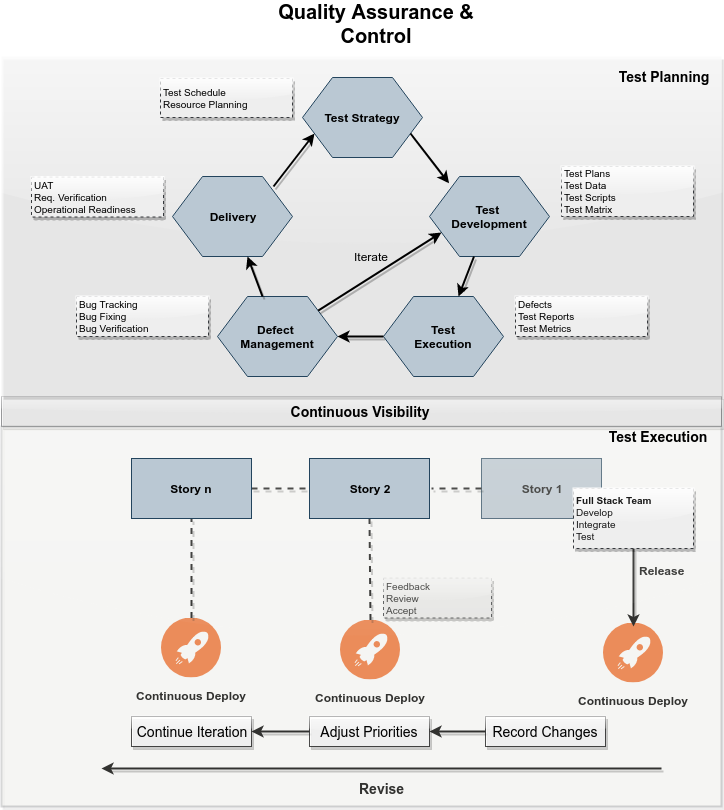 Quality Assurance &
Control
Test Planning
Test Schedule
Resource Planning
Test Strategy
UAT
Req. Verification
Operational Readiness
Delivery
Test
Development
Test Plans
Test Data
Test Scripts
Test Matrix
Iterate
Bug Tracking
Bug Fixing
Bug Verification
Defect
Management
Test
Execution
Defects
Test Reports
Test Metrics
Continuous Visibility
Test Execution
Story n
Story 2
Story 1
Full Stack Team
Develop
Integrate
Test
Release
Feedback
Review
Accept
Continuous Deploy
Continuous Deploy
Continuous Deploy
Continue Iteration
Adjust Priorities
Record Changes
Revise